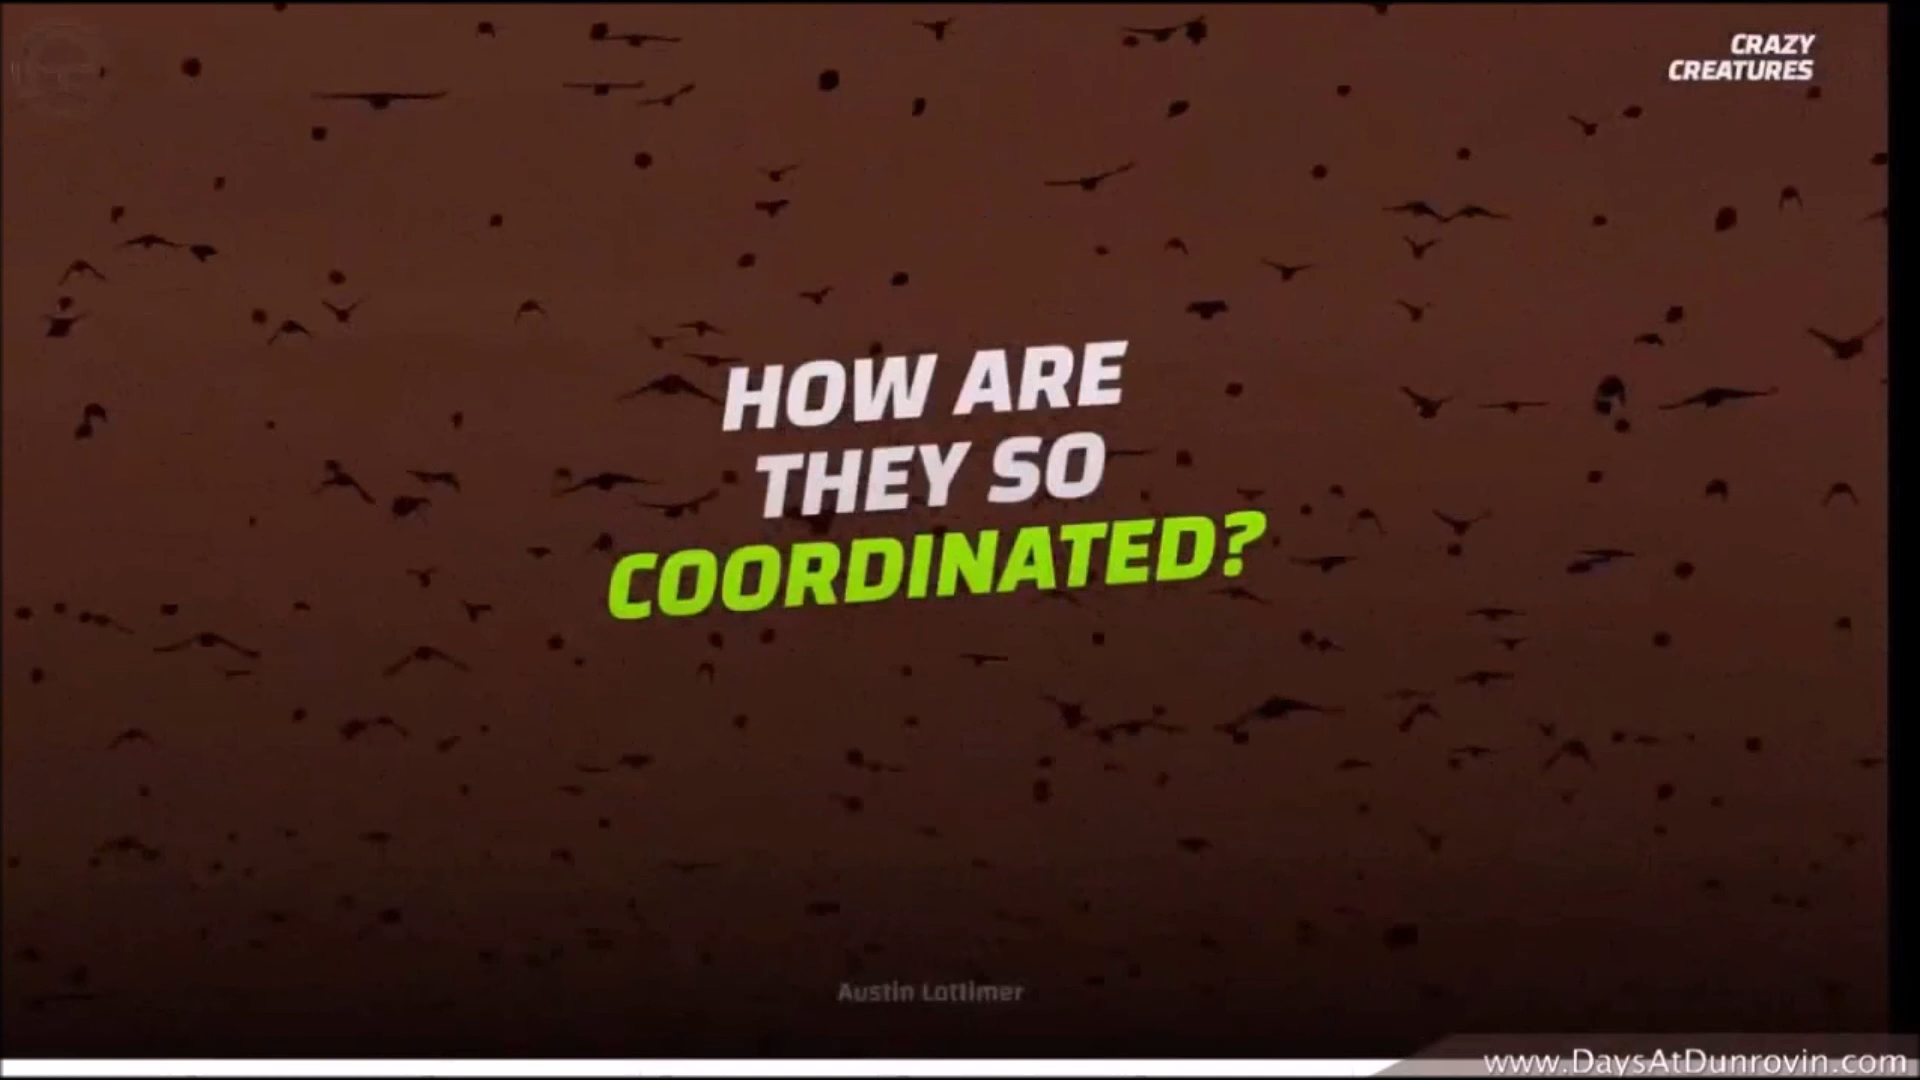 CRAZY
CREATURES
HOW ARE
THEY SO
COORDINATED?
Austin Lottimer
www.DaysAtDunrovin.com